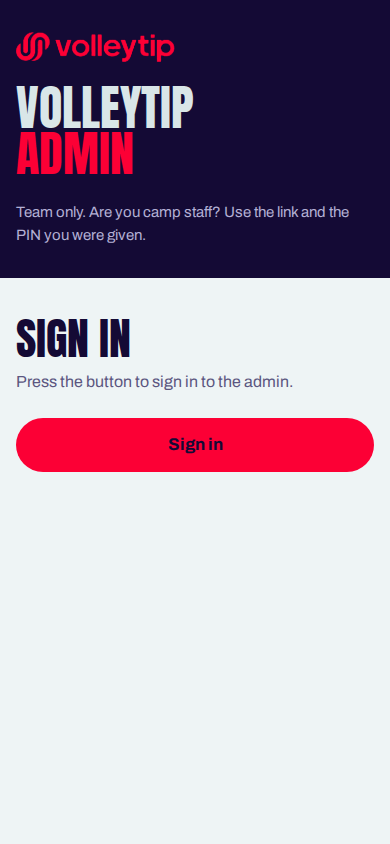 volleytip
VOLLEYTIP
ADMIN
Team only. Are you camp staff? Use the link and the
PIN you were given.
SIGN IN
Press the button to sign in to the admin.
Sign in